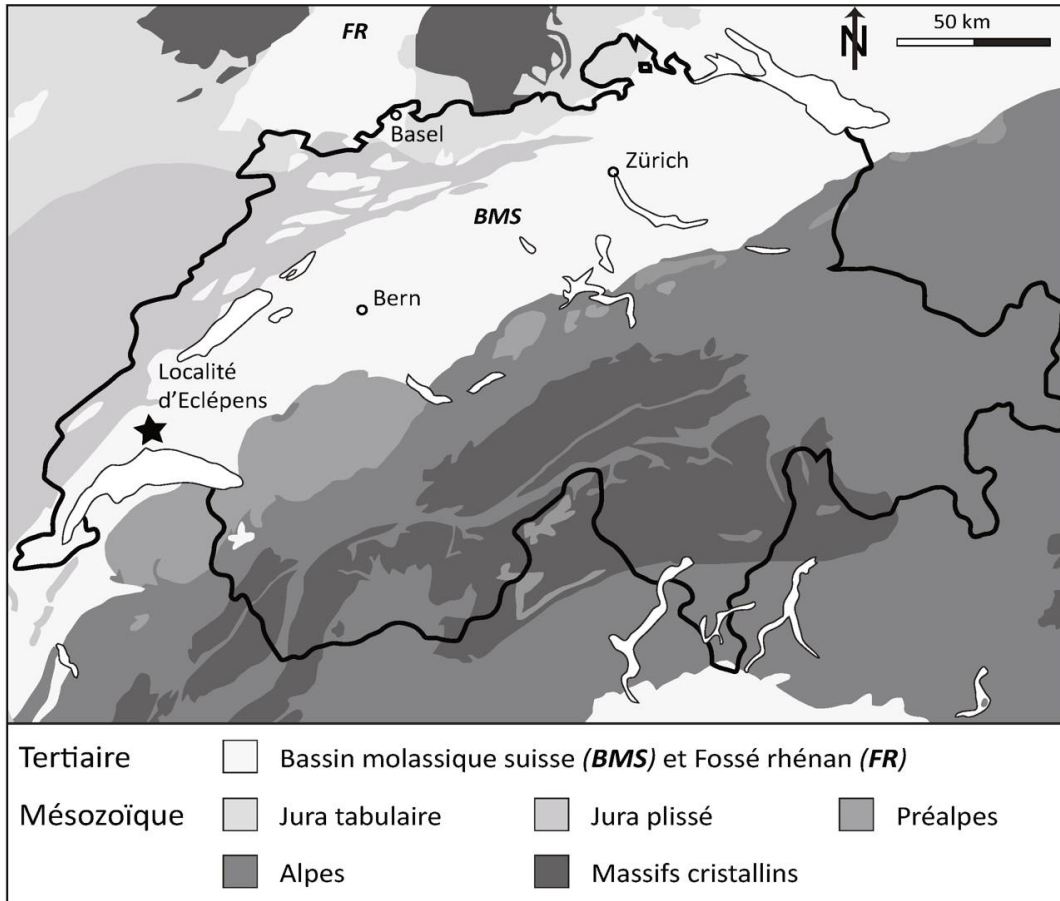 FR
N
50 km
Basel
Zürich
BMS
Bern
Localité
d'Eclépens
Tertiaire
Bassin molassique suisse (BMS) et Fossé rhénan (FR)
Mésozoïque
Jura tabulaire
Jura plissé
Préalpes
Alpes
Massifs cristallins